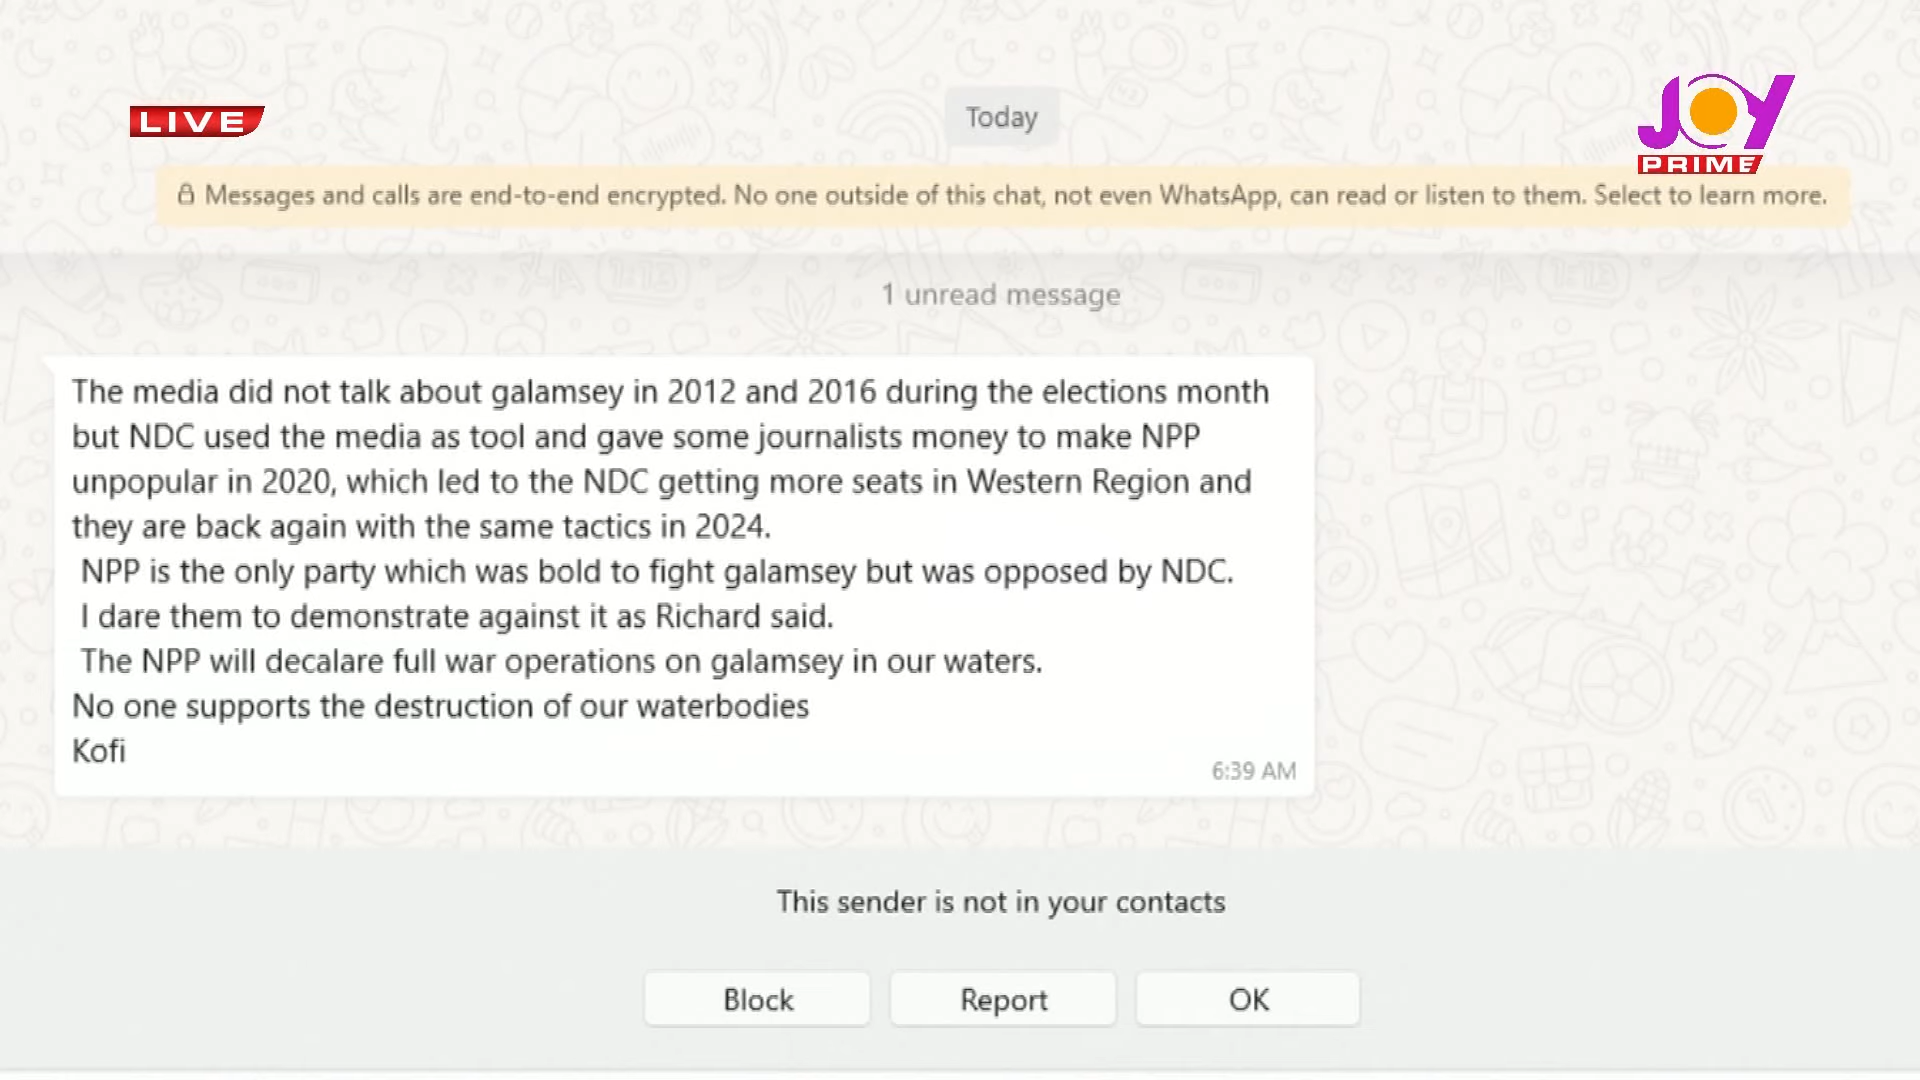 LIVE
Today
JOY
PRIME
Messages and calls are end-to-end encrypted. No one outside of this chat, not even WhatsApp, can read or listen to them. Select to learn more.
1 unread message
The media did not talk about galamsey in 2012 and 2016 during the elections month
but NDC used the media as tool and gave some journalists money to make NPP
unpopular in 2020, which led to the NDC getting more seats in Western Region and
they are back again with the same tactics in 2024.
NPP is the only party which was bold to fight galamsey but was opposed by NDC.
I dare them to demonstrate against it as Richard said.
The NPP will decalare full war operations on galamsey in our waters.
No one supports the destruction of our waterbodies
Kofi
6:39 AM
This sender is not in your contacts
Block
Report
OK